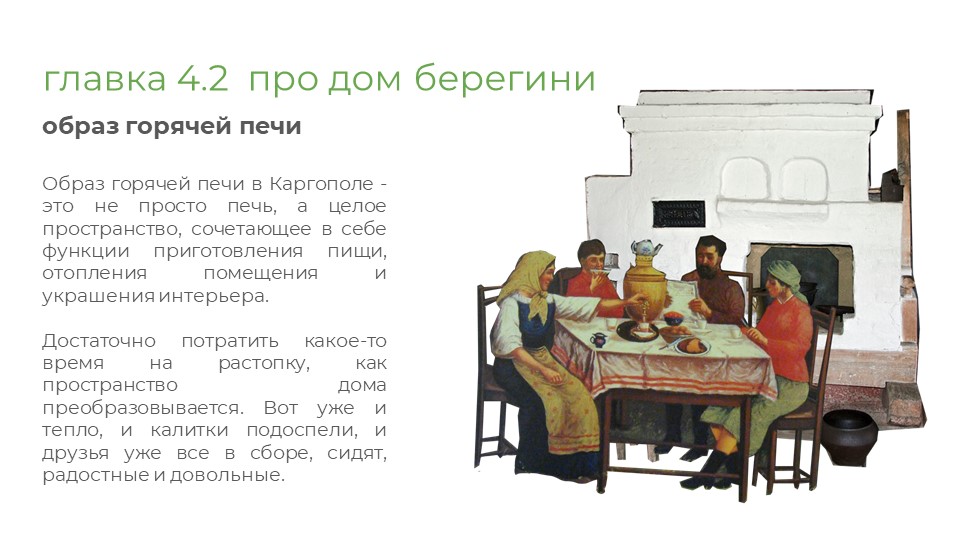 главка 4.2 про дом берегини
образ горячей печи
Образ горячей печи в Каргополе -
это не просто печь, а целое
пространство, сочетающее в себе
функции приготовления пищи,
отопления помещения и
украшения интерьера.
Достаточно потратить какое-то
время на растопку, как
пространство дома
преобразовывается. Вот уже и
тепло, и калитки подоспели, и
друзья уже все в сборе, сидят,
радостные и довольные.